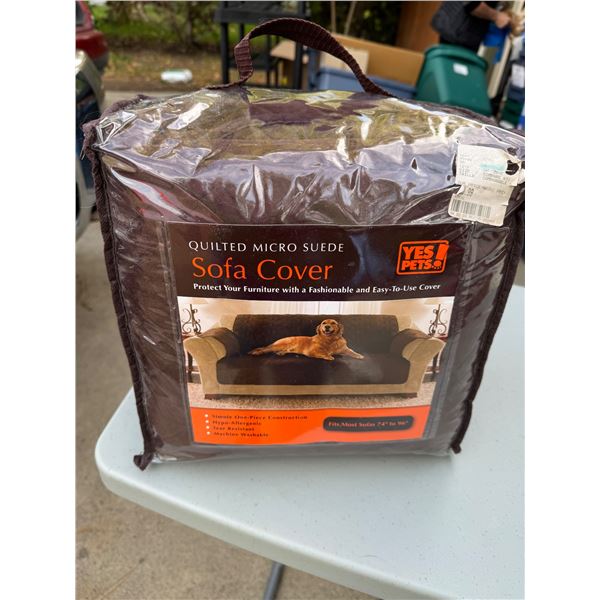 QUILTED MICRO SUEDE
Sofa Cover
YES
PETS
Protect Your Furniture with a Fashionable and Easy-To-Use Cover
Simple One-Piece Construction
Hypo-Allergenic
Tear Resistant
Machine Washable
Fits Most Sofas 74" to 96"